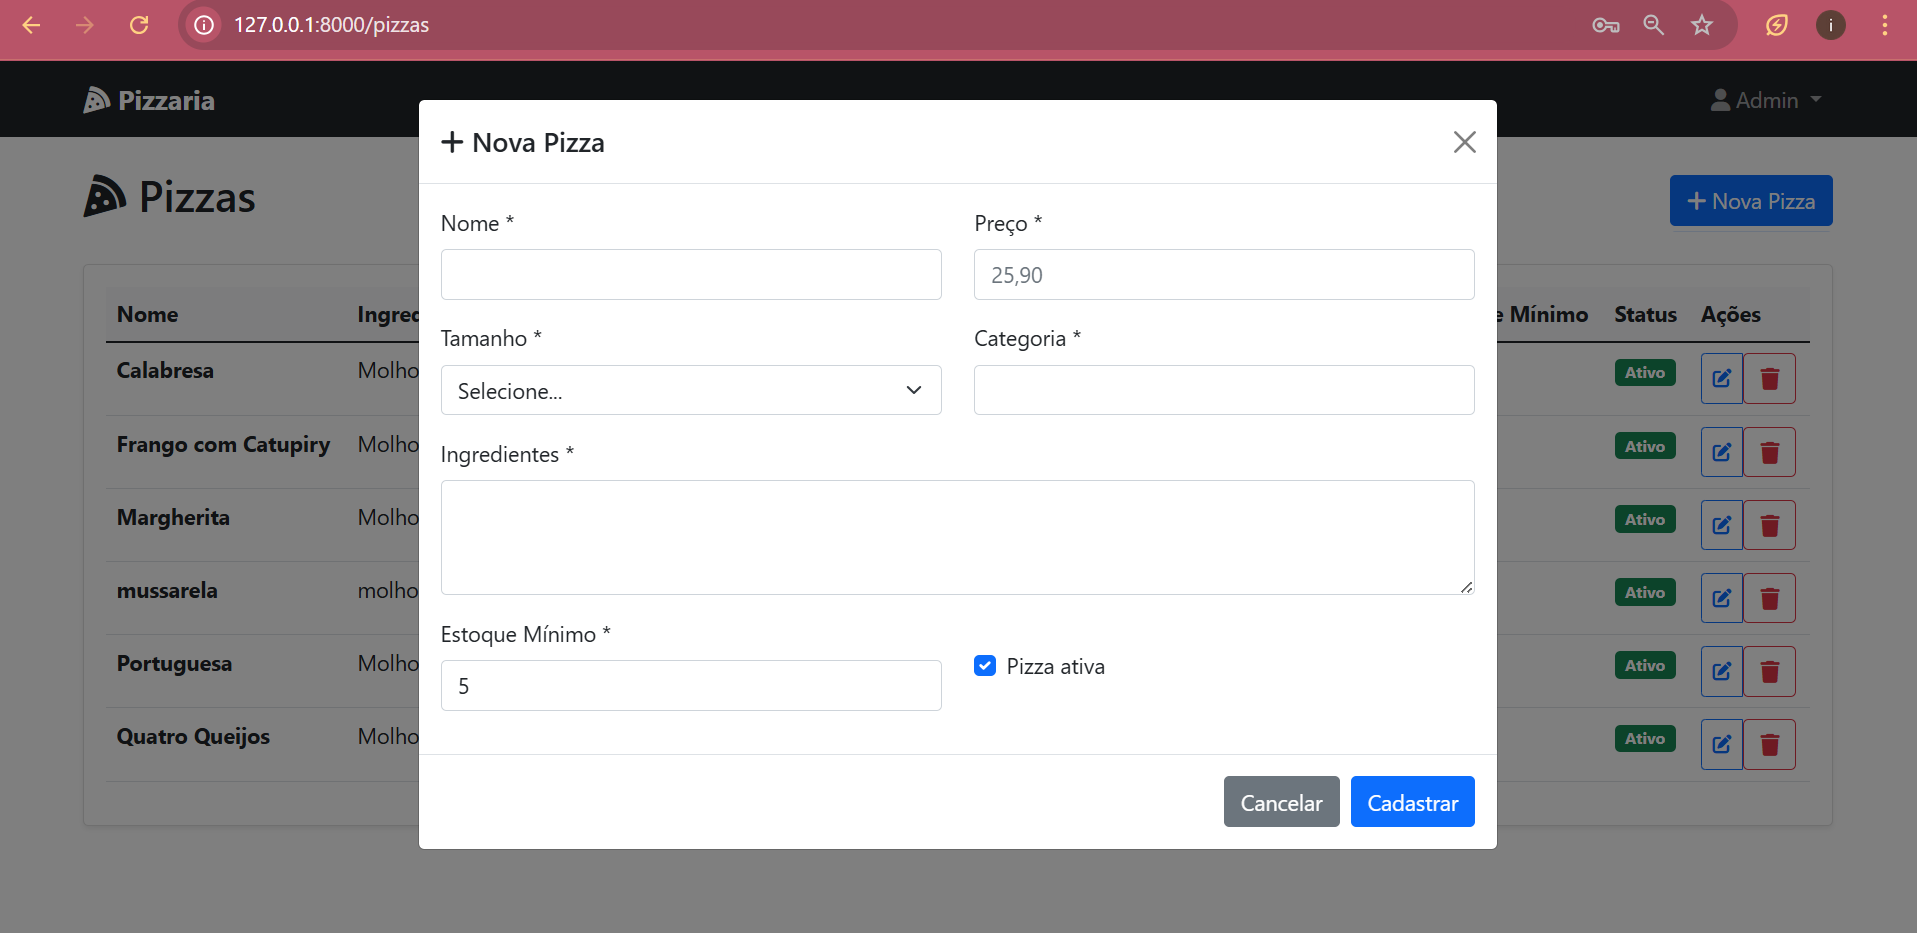 127.0.0.1:8000/pizzas
i
Pizzaria
Admin
Nova Pizza
Pizzas
Nova Pizza
Nome *
Preço *
25,90
Nome
Ingred
e Mínimo
Status
Ações
Tamanho *
Categoria *
Calabresa
Molho
Ativo
Selecione...
Frango com Catupiry
Molho
Ativo
Ingredientes *
Margherita
Molho
Ativo
mussarela
molho
Ativo
Estoque Mínimo *
Portuguesa
Molho
Pizza ativa
Ativo
5
Quatro Queijos
Molho
Ativo
Cancelar
Cadastrar